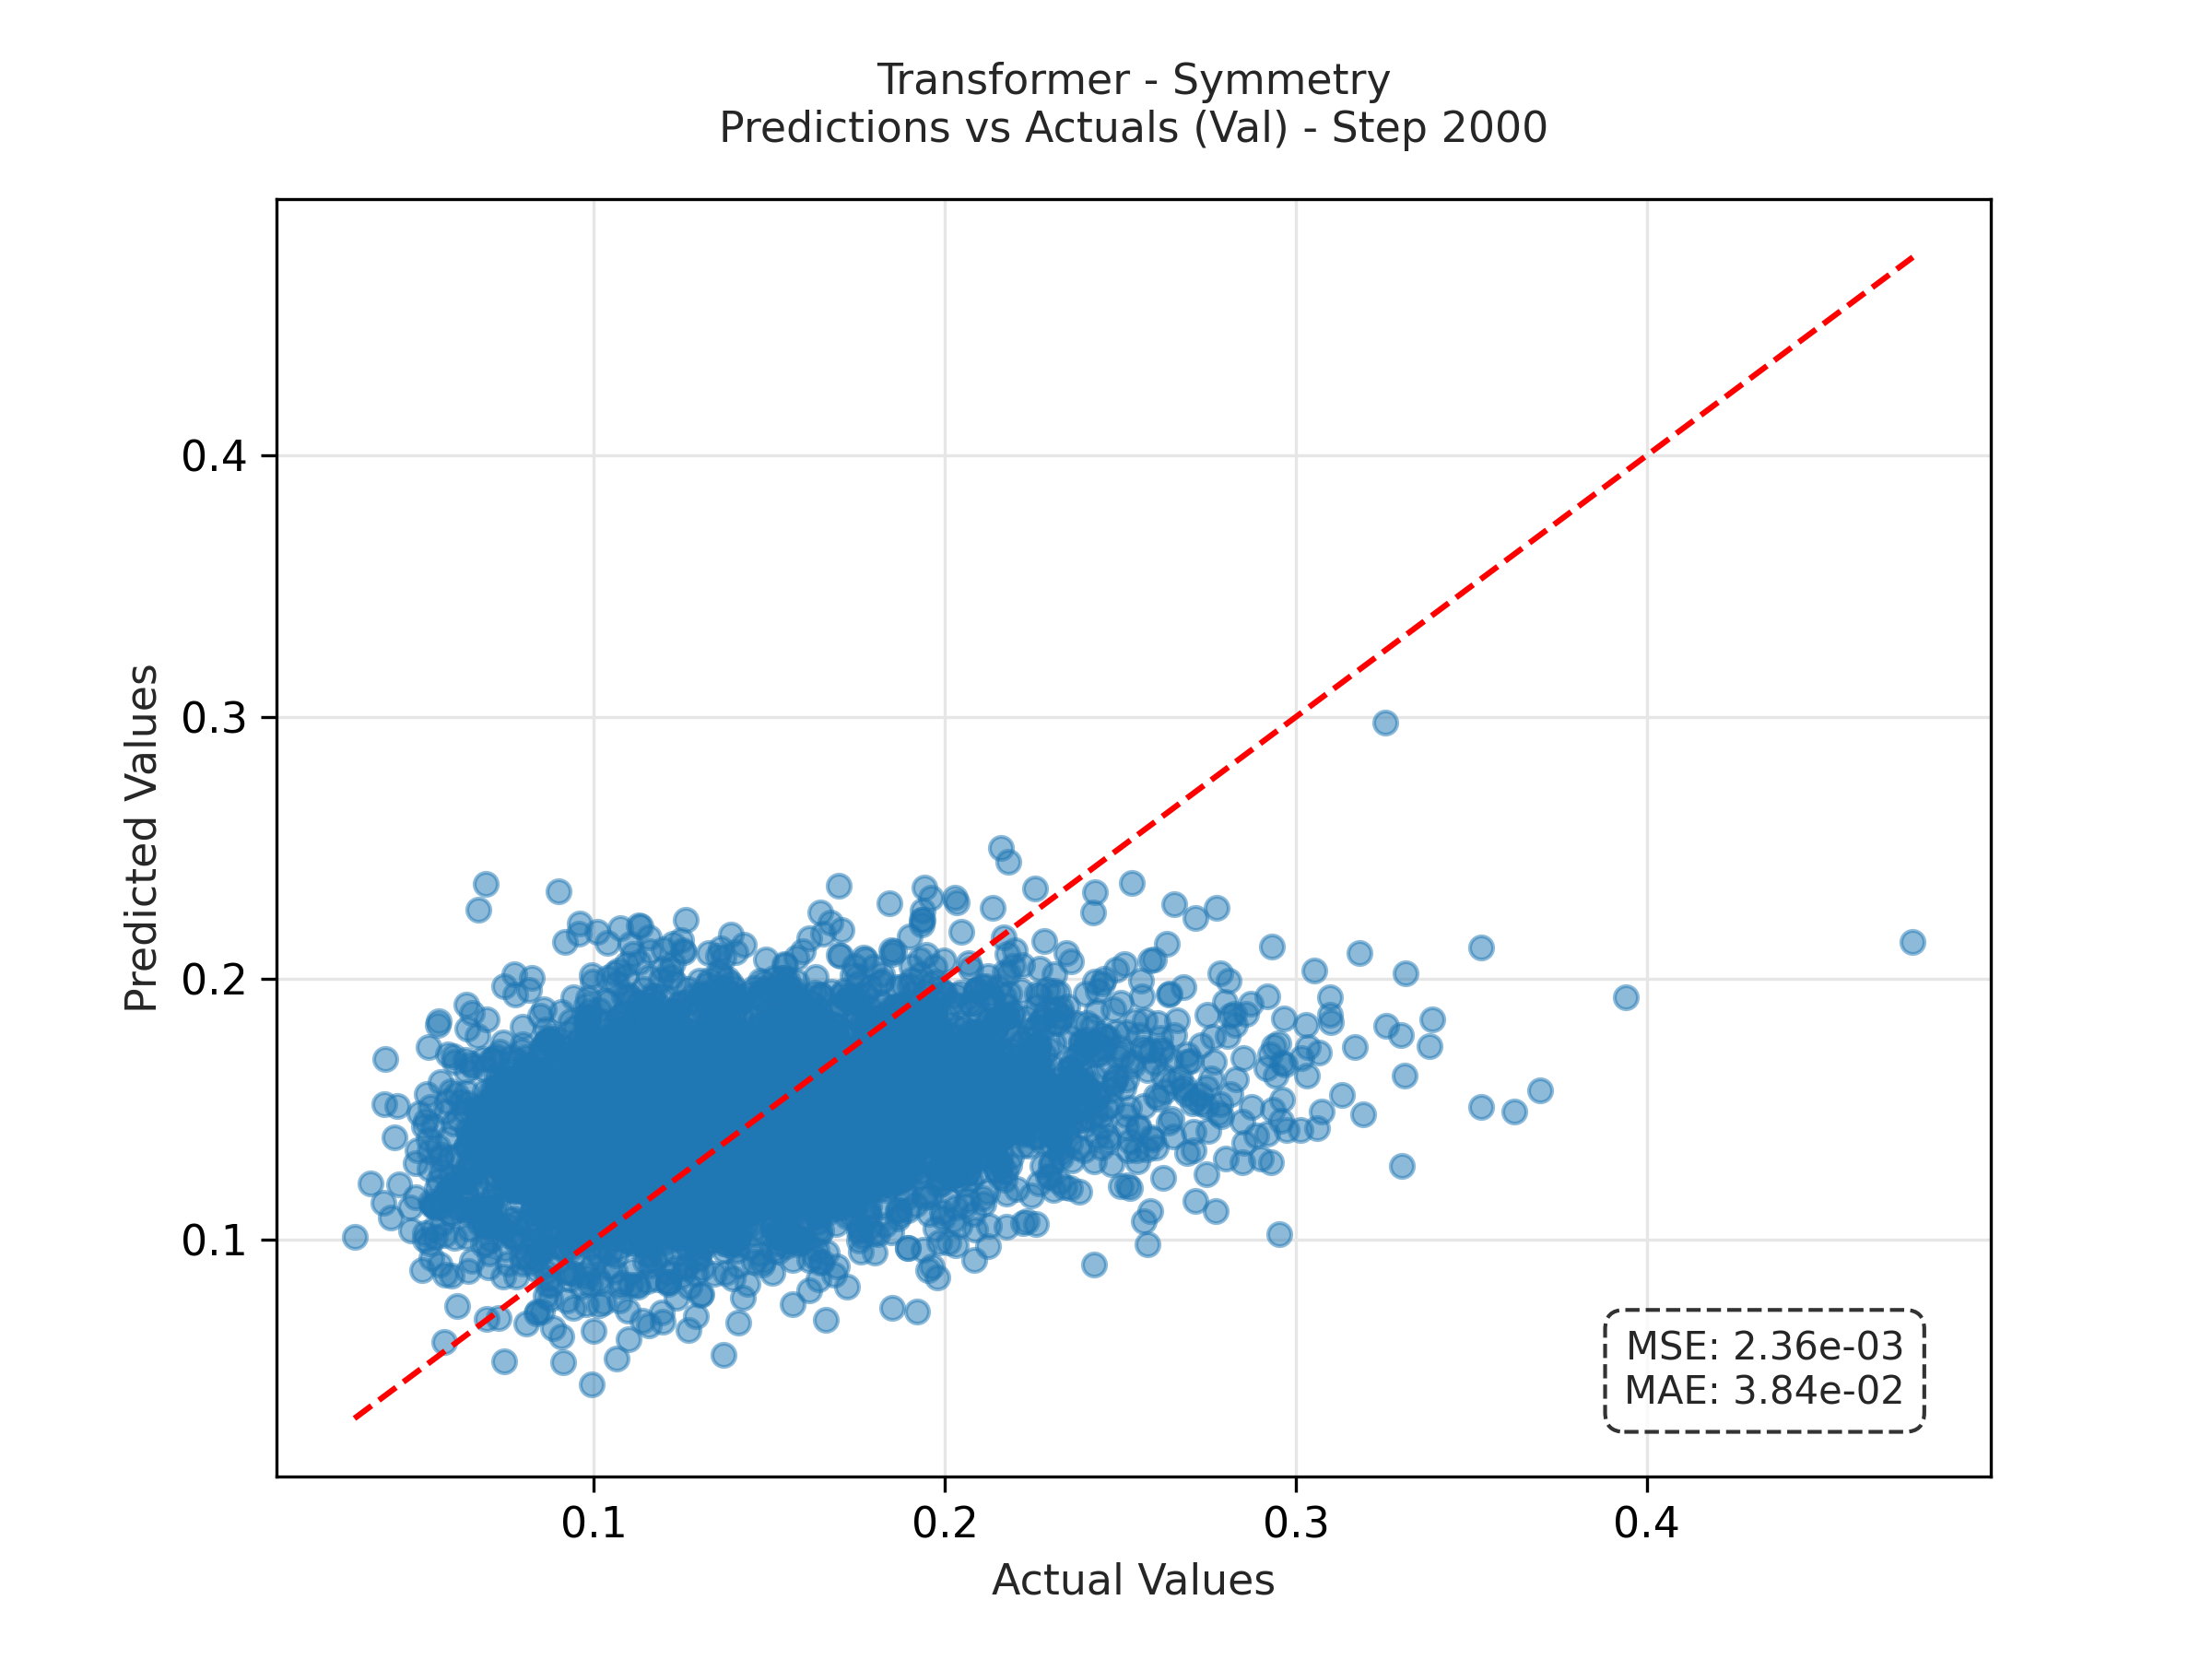 Transformer - Symmetry
Predictions vs Actuals (Val) - Step 2000
Predicted Values
0.4
0.3
0.2
0.1
MSE: 2.36e-03
MAE: 3.84e-02
0.1
0.2
0.3
0.4
Actual Values